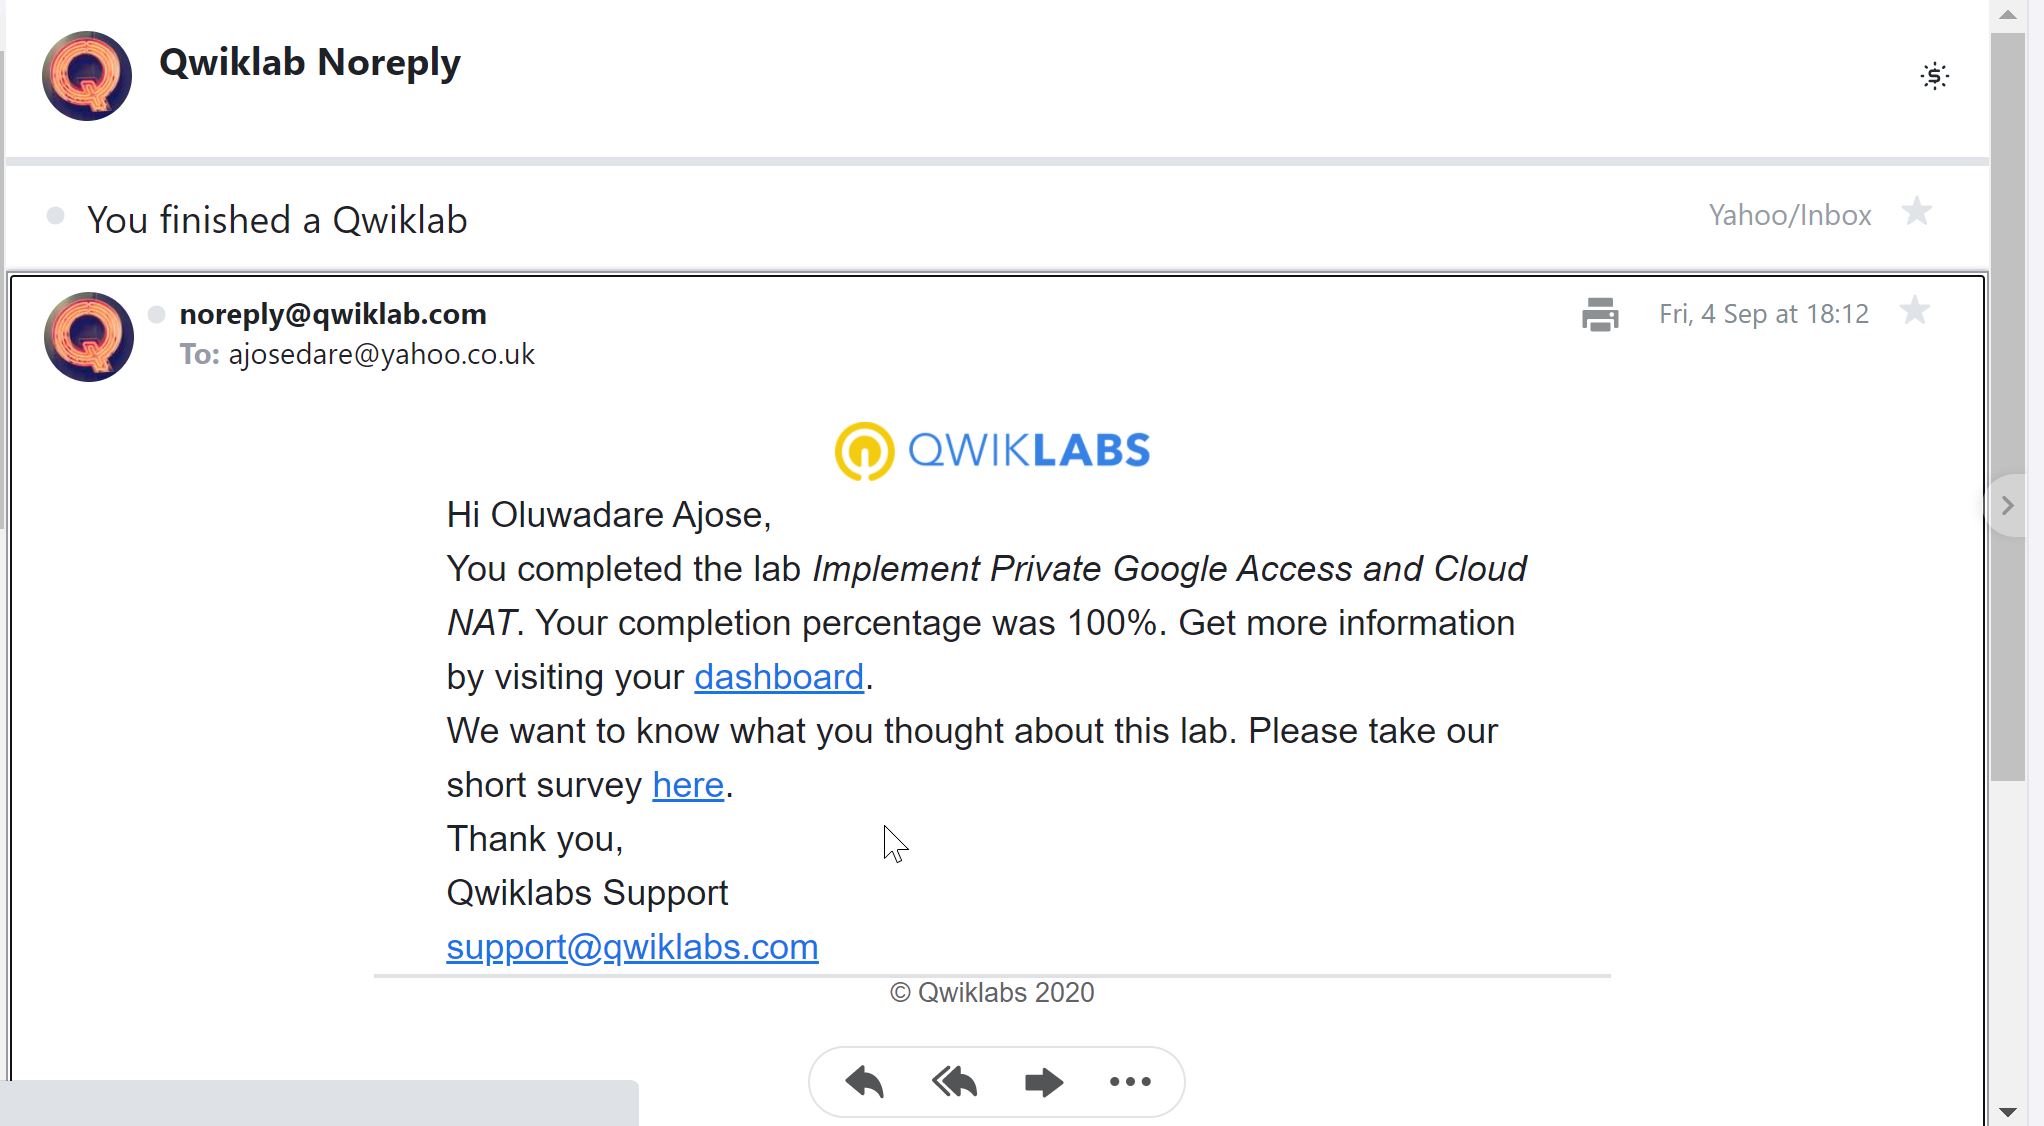 Qwiklab Noreply
You finished a Qwiklab
Yahoo/Inbox
noreply@qwiklab.com
Fri, 4 Sep at 18:12
To: ajosedare@yahoo.co.uk
QWIKLABS
Hi Oluwadare Ajose,
You completed the lab Implement Private Google Access and Cloud
NAT. Your completion percentage was 100%. Get more information
by visiting your dashboard.
We want to know what you thought about this lab. Please take our
short survey here.
Thank you,
Qwiklabs Support
support@qwiklabs.com
© Qwiklabs 2020